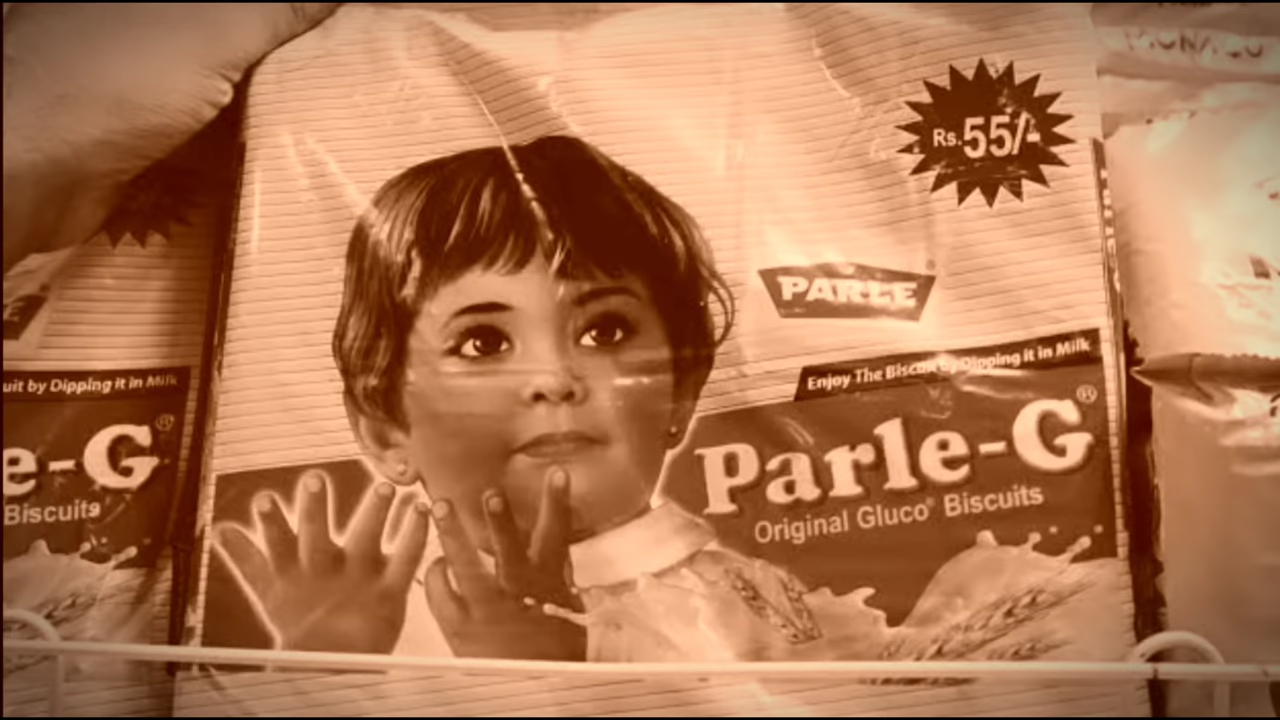 MONACO
Rs.55/-
PARLE
Enjoy The Biscuit by Dipping it in Milk
Parle-G®
Original Gluco® Biscuits
uit by Dipping it in Milk
e-G®
Biscuits